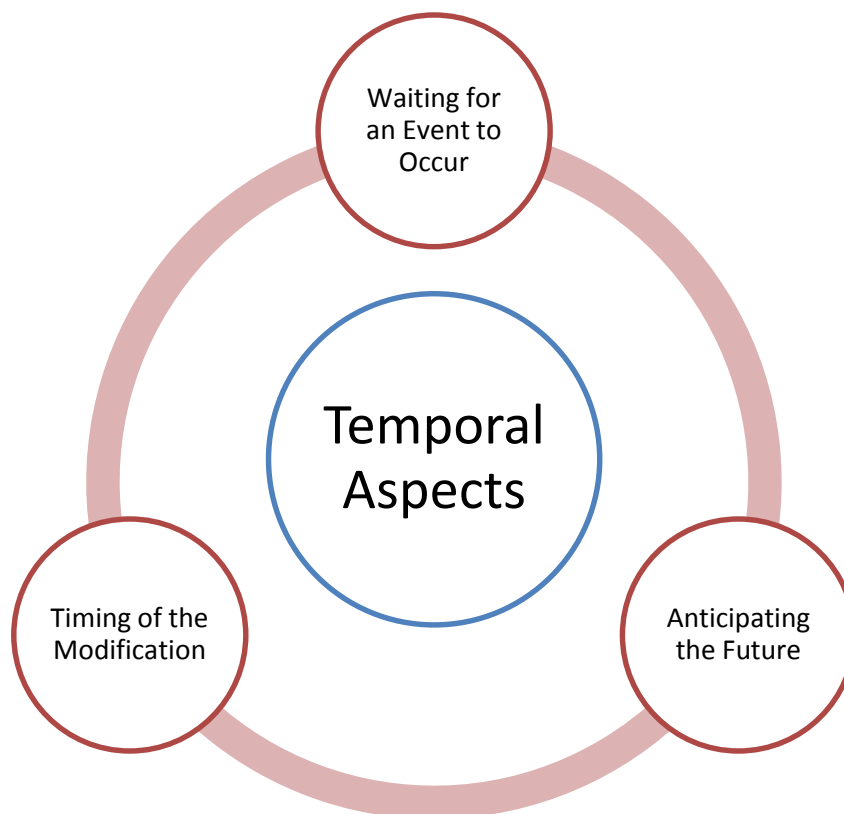 Waiting for
an Event to
Occur
Temporal
Aspects
Timing of the
Modification
Anticipating
the Future